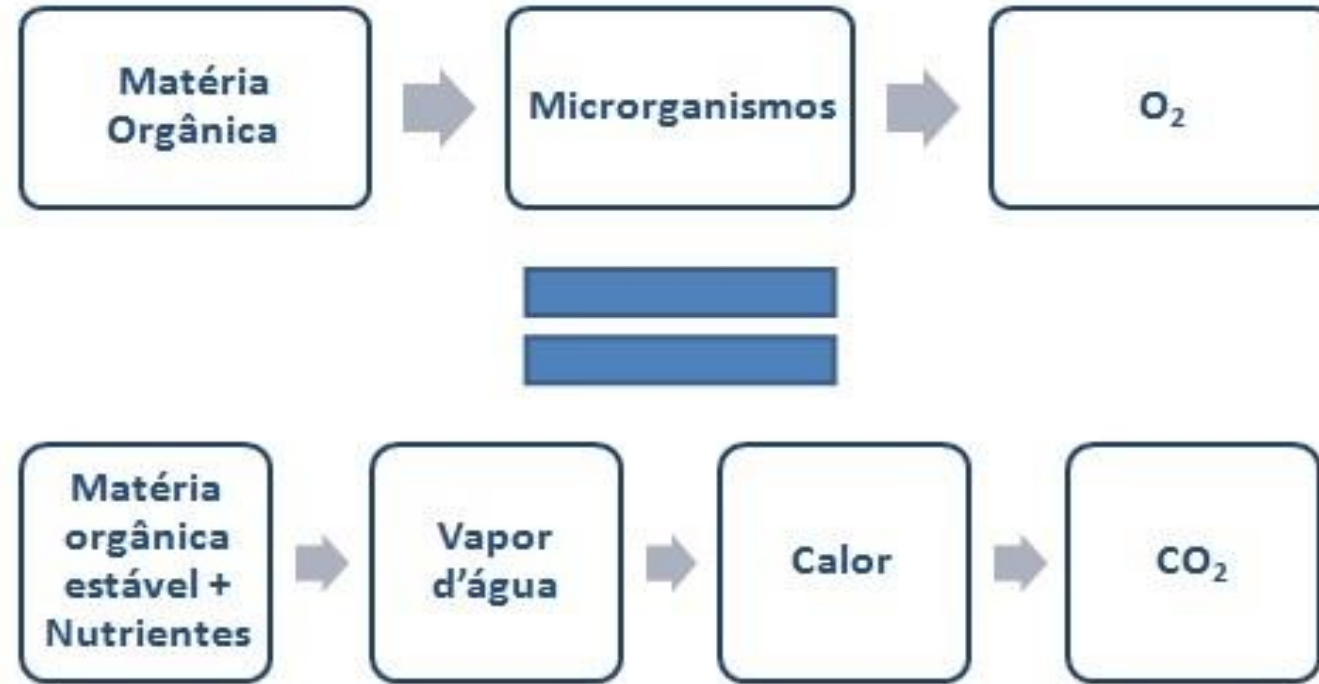 Matéria
Orgânica
Microrganismos
O₂
Matéria
orgânica
estável +
Nutrientes
Vapor
d’água
Calor
CO₂